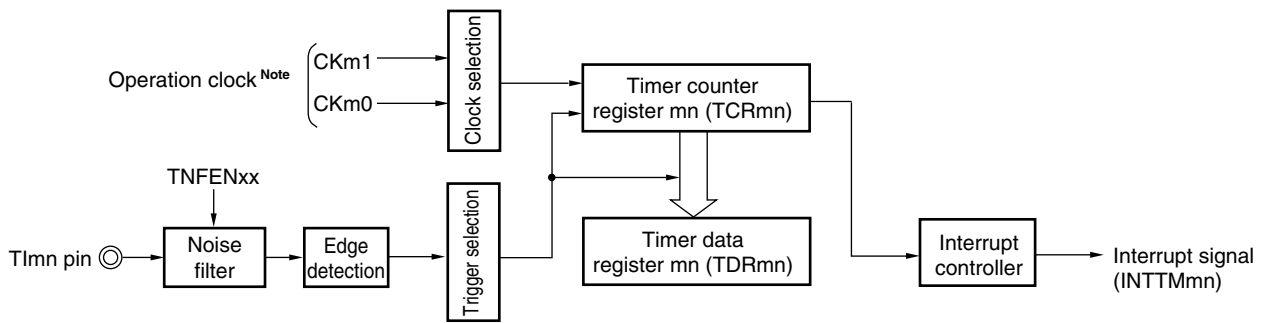 Operation clock Note
CKm1
CKm0
Clock selection
Timer counter
register mn (TCRmn)
TNFENxx
TImn pin
Noise
filter
Edge
detection
Trigger selection
Timer data
register mn (TDRmn)
Interrupt
controller
Interrupt signal
(INTTMmn)